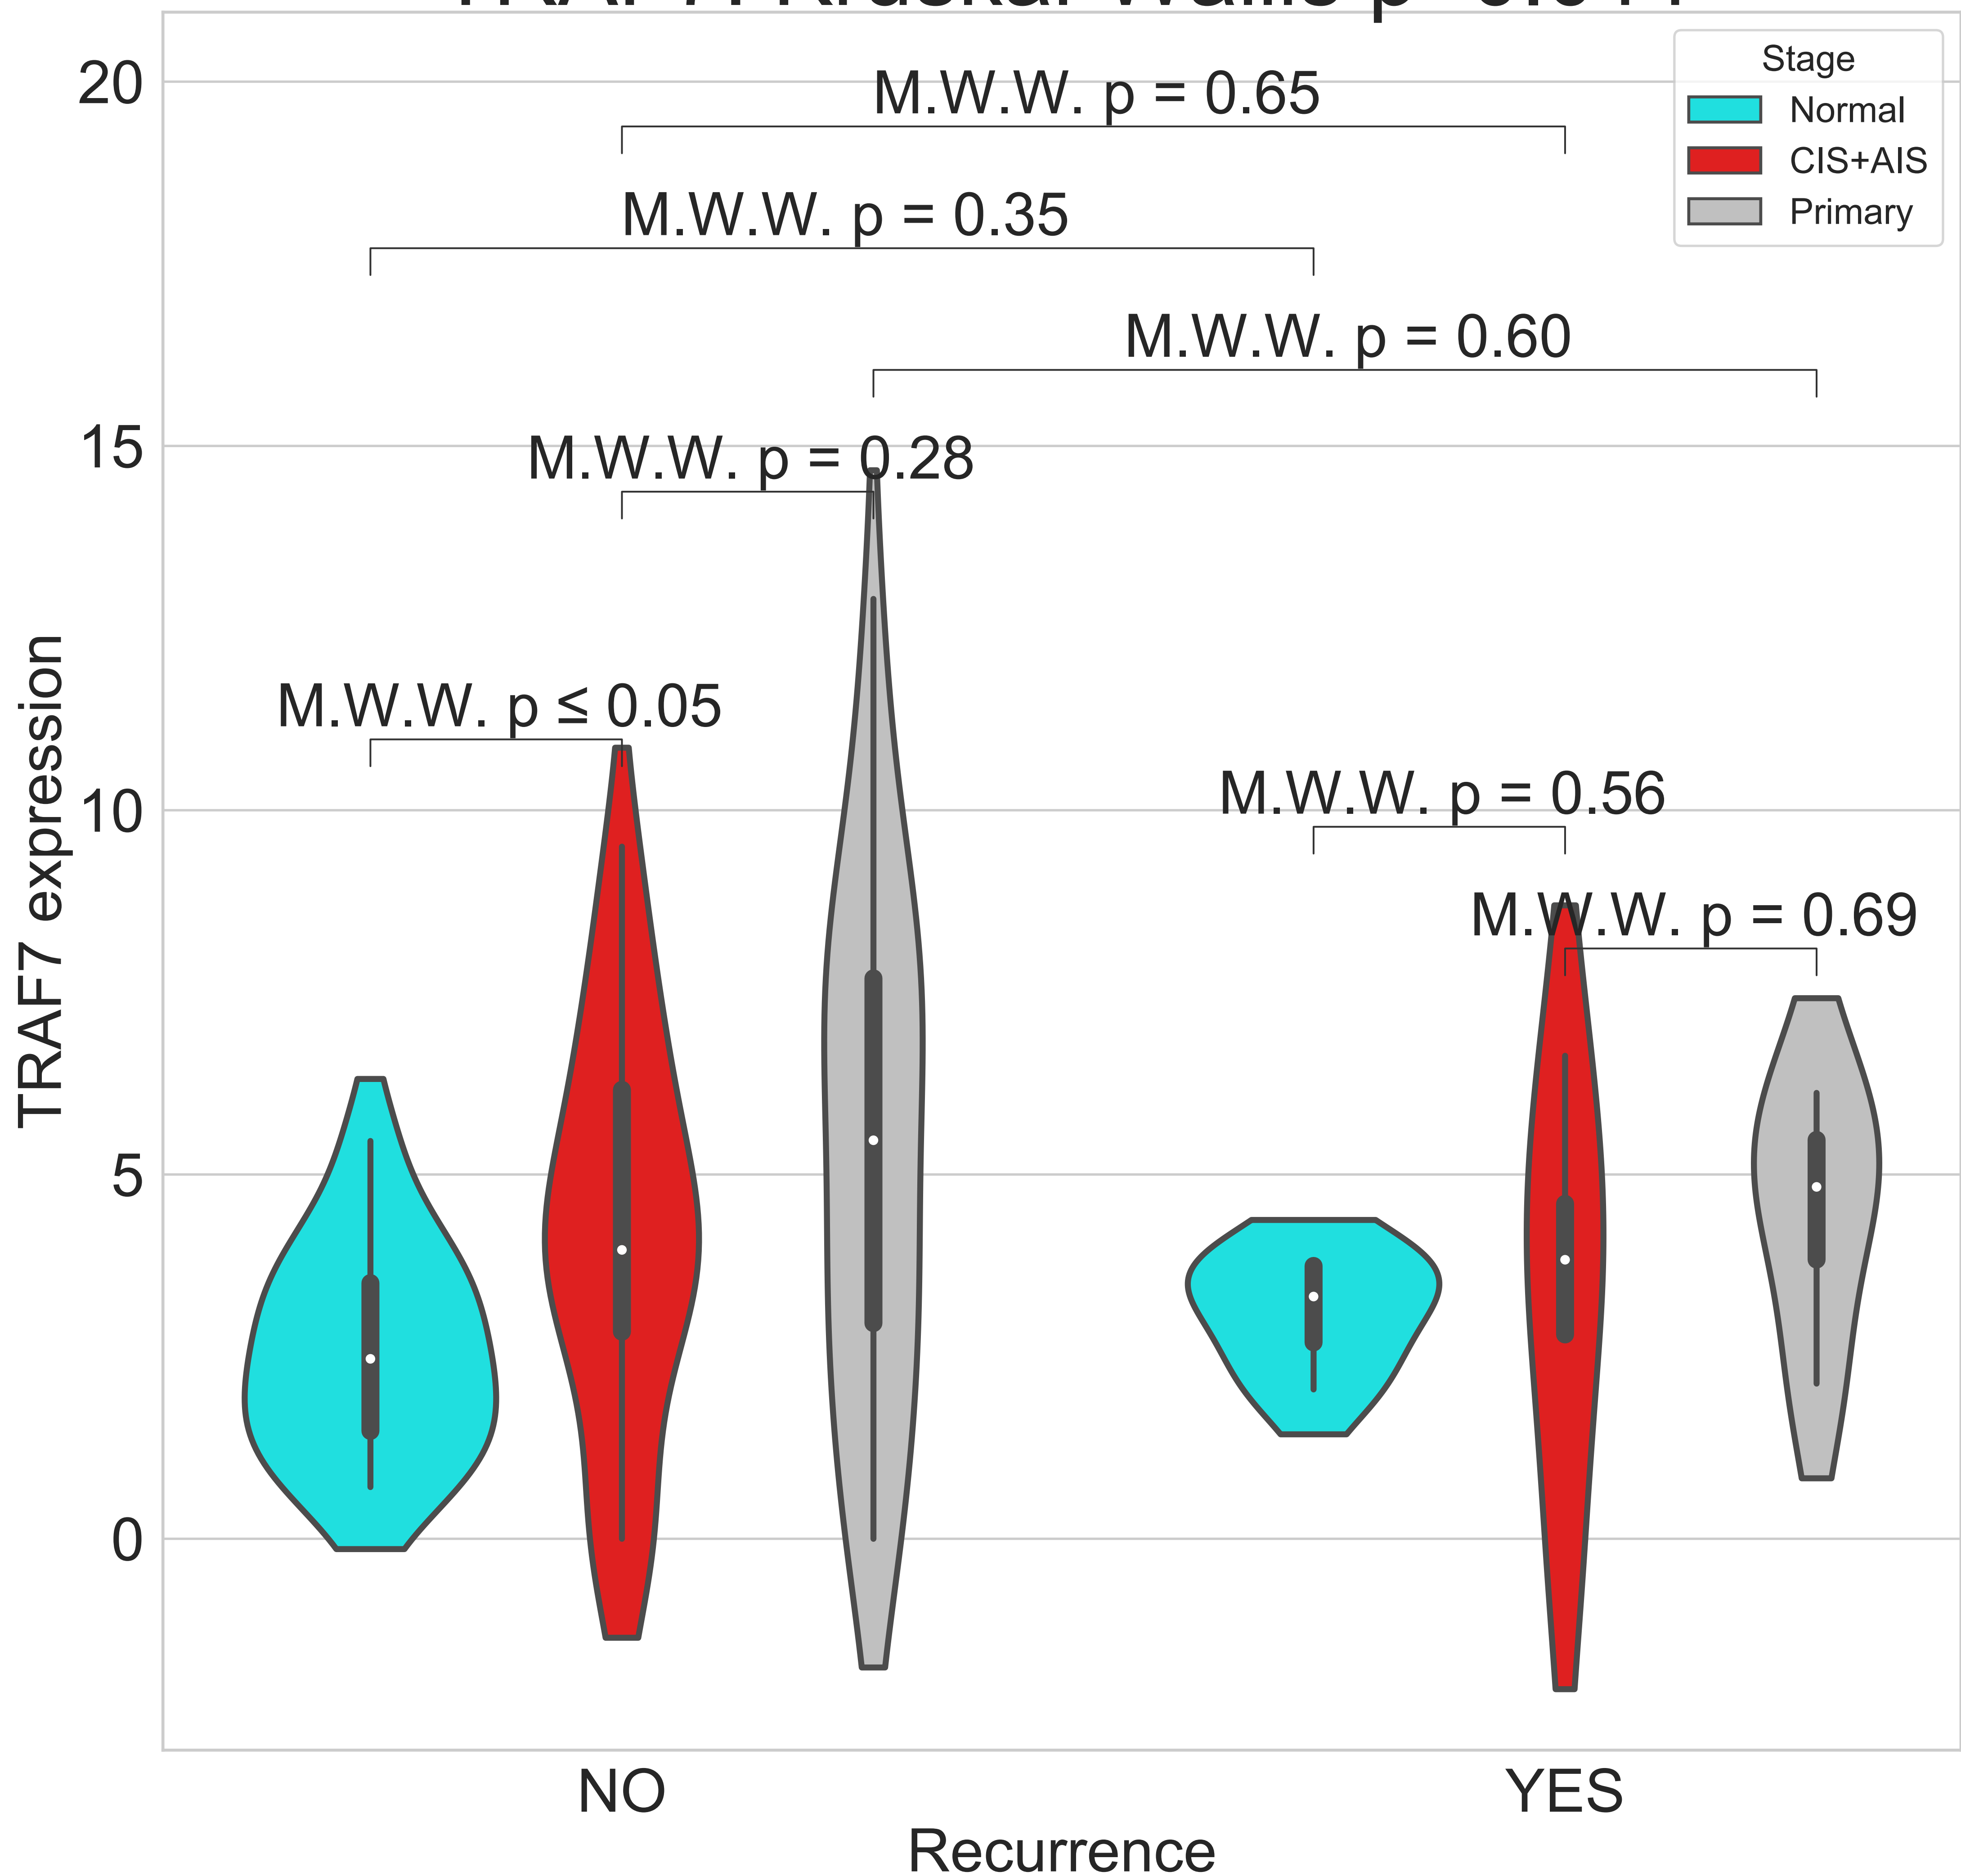 Stage
Normal
CIS+AIS
Primary
M.W.W. p = 0.65
M.W.W. p = 0.35
M.W.W. p = 0.60
M.W.W. p = 0.28
M.W.W. p ≤ 0.05
M.W.W. p = 0.56
M.W.W. p = 0.69
20
15
10
5
0
TRAF7 expression
NO
YES
Recurrence